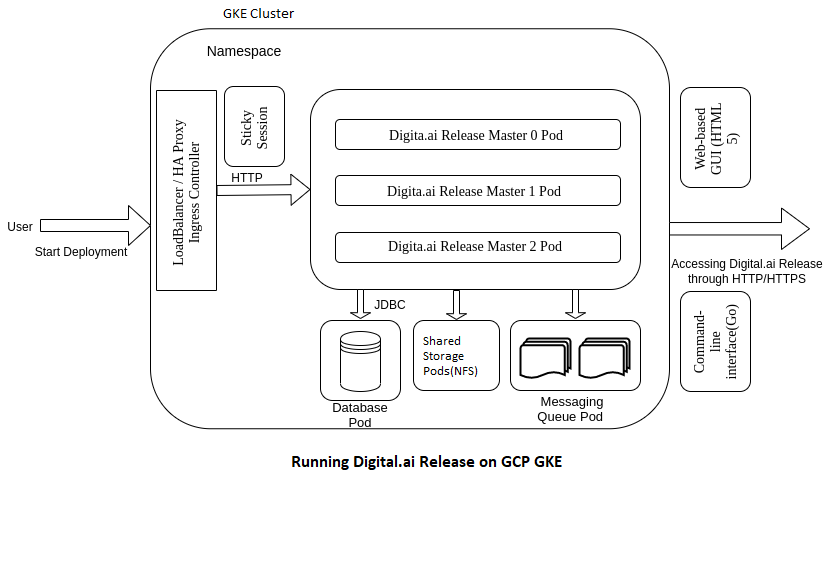 GKE Cluster
Namespace
LoadBalancer / HA Proxy
Ingress Controller
Sticky
Session
HTTP
Digita.ai Release Master 0 Pod
Digita.ai Release Master 1 Pod
Digita.ai Release Master 2 Pod
Web-based
GUI (HTML
5)
User
Start Deployment
Accessing Digital.ai Release
through HTTP/HTTPS
JDBC
Shared
Storage
Pods(NFS)
Database
Pod
Messaging
Queue Pod
Command-
line
interface(Go)
Running Digital.ai Release on GCP GKE